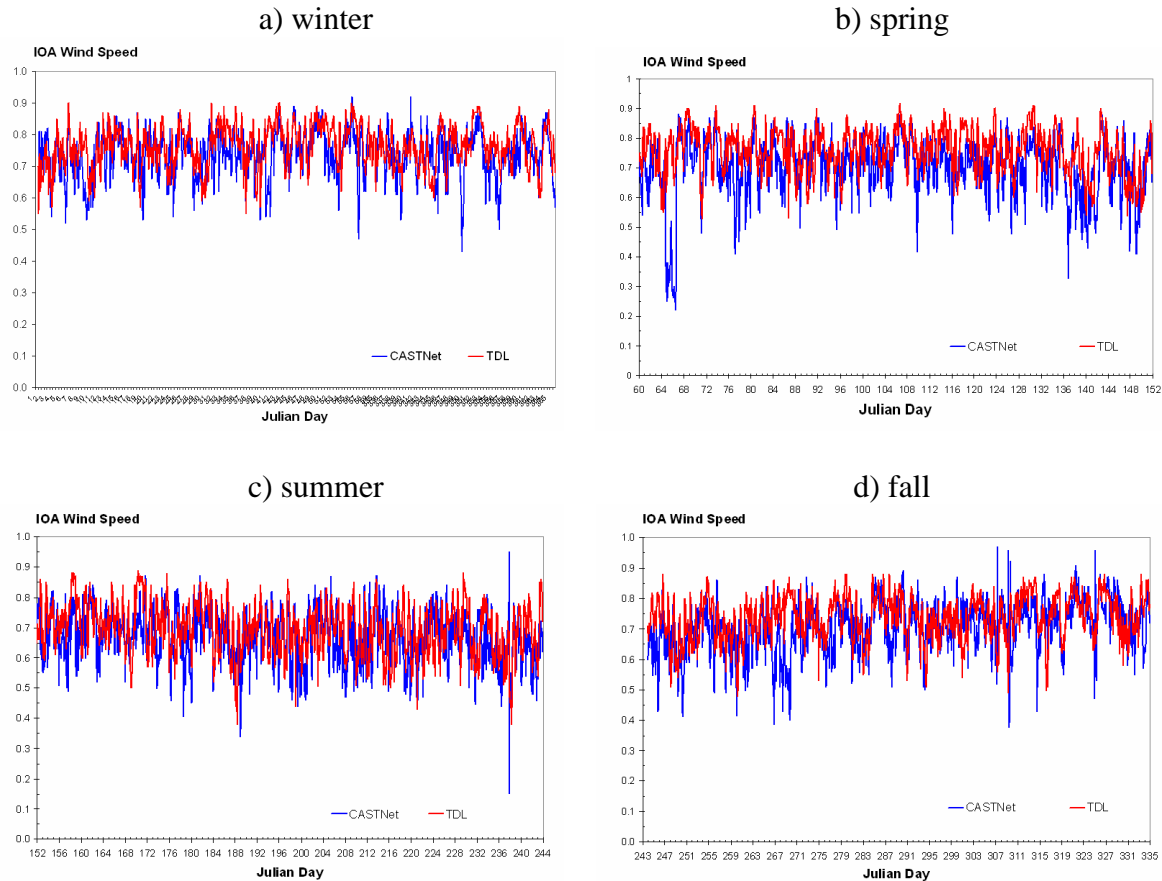 a) winter
IOA Wind Speed
1.0
0.9
0.8
0.7
0.6
0.5
0.4
0.3
0.2
0.1
0.0
CASTNet TDL
Julian Day
b) spring
IOA Wind Speed
1
0.9
0.8
0.7
0.6
0.5
0.4
0.3
0.2
0.1
0
CASTNet TDL
60 64 68 72 76 80 84 88 92 96 100 104 108 112 116 120 124 128 132 136 140 144 148 152
Julian Day
c) summer
IOA Wind Speed
1.0
0.9
0.8
0.7
0.6
0.5
0.4
0.3
0.2
0.1
0.0
CASTNet TDL
152 156 160 164 168 172 176 180 184 188 192 196 200 204 208 212 216 220 224 228 232 236 240 244
Julian Day
d) fall
IOA Wind Speed
1.0
0.9
0.8
0.7
0.6
0.5
0.4
0.3
0.2
0.1
0.0
CASTNet TDL
243 247 251 255 259 263 267 271 275 279 283 287 291 295 299 303 307 311 315 319 323 327 331 335
Julian Day